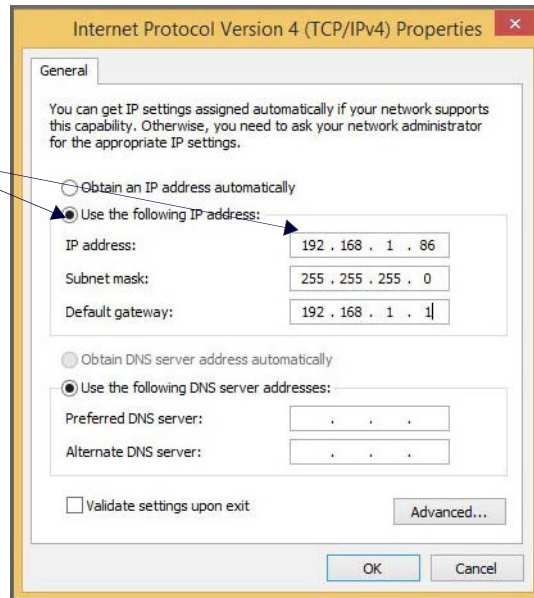 Internet Protocol Version 4 (TCP/IPv4) Properties
General
You can get IP settings assigned automatically if your network supports
this capability. Otherwise, you need to ask your network administrator
for the appropriate IP settings.
Obtain an IP address automatically
Use the following IP address:
IP address: 192 . 168 . 1 . 86
Subnet mask: 255 . 255 . 255 . 0
Default gateway: 192 . 168 . 1 . 1
Obtain DNS server address automatically
Use the following DNS server addresses:
Preferred DNS server: . . .
Alternate DNS server: . . .
Validate settings upon exit
Advanced...
OK Cancel